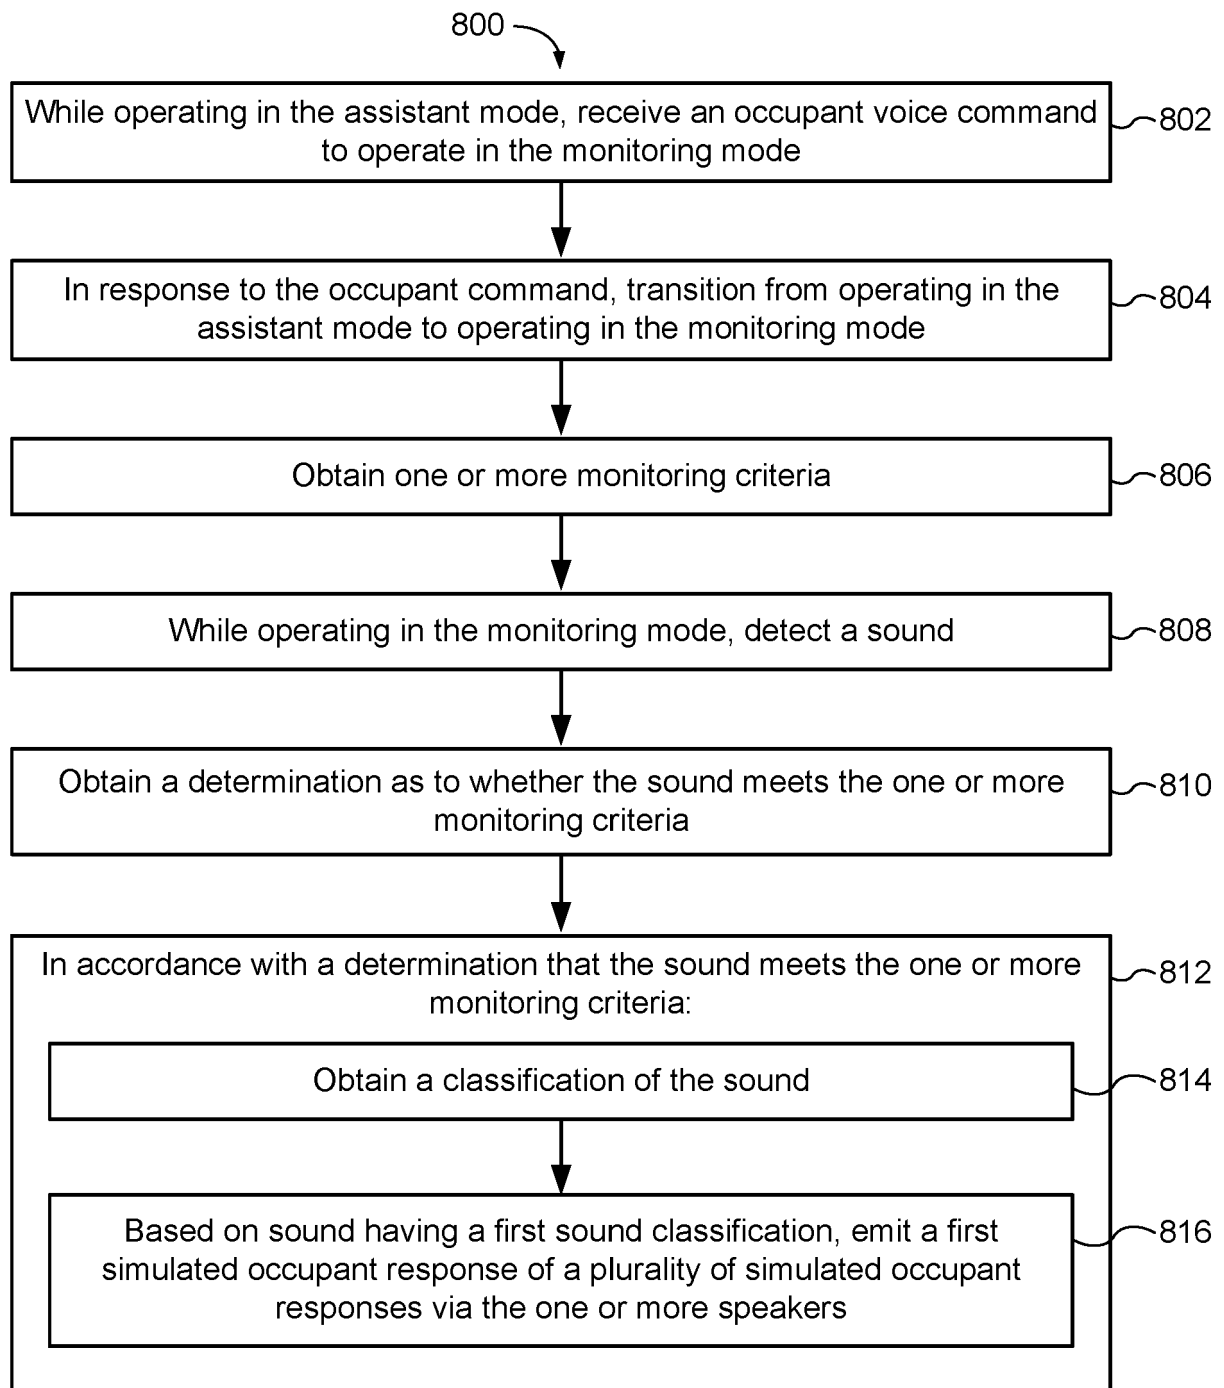 800
While operating in the assistant mode, receive an occupant voice command
to operate in the monitoring mode
802
In response to the occupant command, transition from operating in the
assistant mode to operating in the monitoring mode
804
Obtain one or more monitoring criteria
806
While operating in the monitoring mode, detect a sound
808
Obtain a determination as to whether the sound meets the one or more
monitoring criteria
810
In accordance with a determination that the sound meets the one or more
monitoring criteria:
812
Obtain a classification of the sound
814
Based on sound having a first sound classification, emit a first
simulated occupant response of a plurality of simulated occupant
responses via the one or more speakers
816